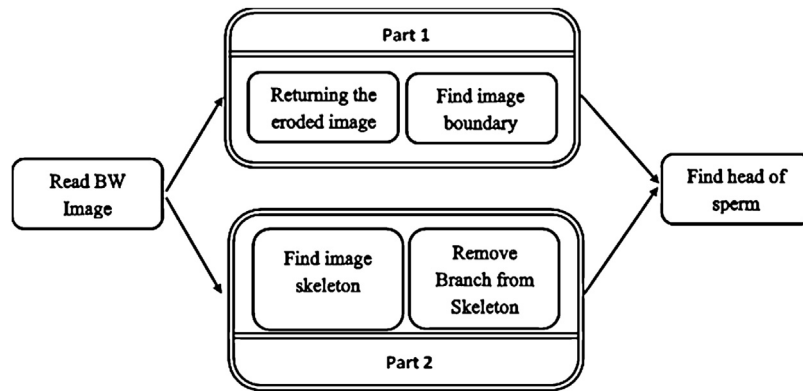 Part 1
Returning the
eroded image
Find image
boundary
Read BW
Image
Find head of
sperm
Find image
skeleton
Remove
Branch from
Skeleton
Part 2